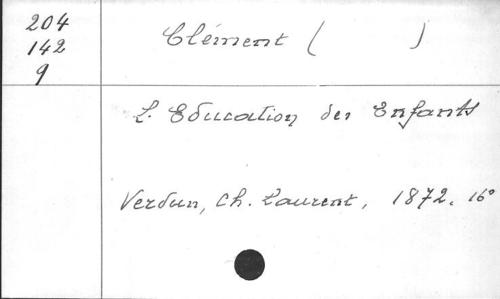 204
142
9
Clément (          )
L. Education des Enfants
Verdun, Ch. Laurent, 1872. 16°